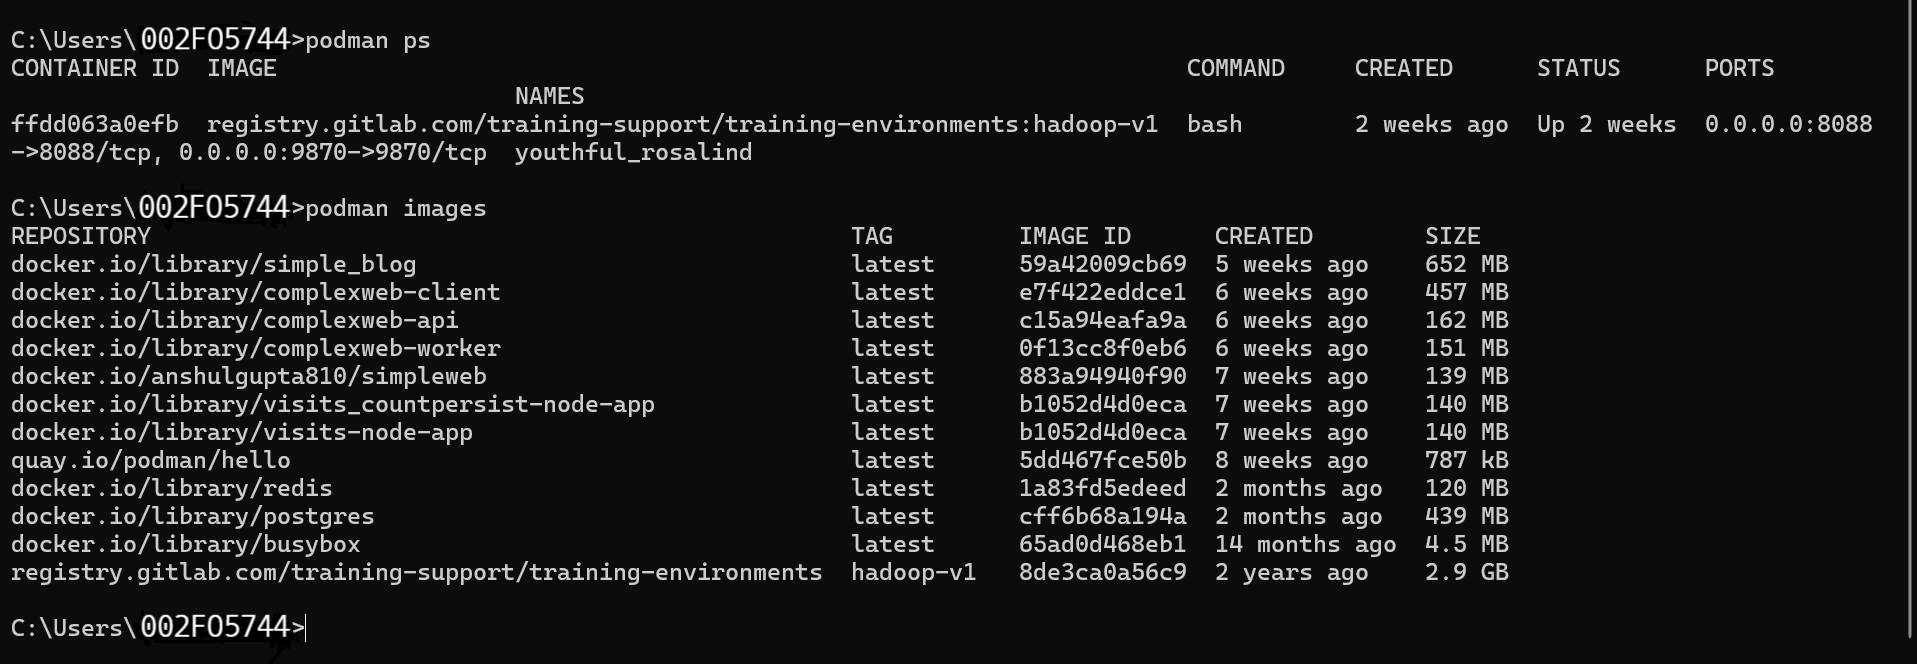 C:\Users\002FO5744>podman ps
CONTAINER ID  IMAGE                                                                 COMMAND     CREATED      STATUS      PORTS
                                    NAMES
ffdd063a0efb  registry.gitlab.com/training-support/training-environments:hadoop-v1  bash        2 weeks ago  Up 2 weeks  0.0.0.0:8088
->8088/tcp, 0.0.0.0:9870->9870/tcp  youthful_rosalind

C:\Users\002FO5744>podman images
REPOSITORY                                                  TAG         IMAGE ID      CREATED        SIZE
docker.io/library/simple_blog                               latest      59a42009cb69  5 weeks ago    652 MB
docker.io/library/complexweb-client                         latest      e7f422eddce1  6 weeks ago    457 MB
docker.io/library/complexweb-api                            latest      c15a94eafa9a  6 weeks ago    162 MB
docker.io/library/complexweb-worker                         latest      0f13cc8f0eb6  6 weeks ago    151 MB
docker.io/anshulgupta810/simpleweb                          latest      883a94940f90  7 weeks ago    139 MB
docker.io/library/visits_countpersist-node-app              latest      b1052d4d0eca  7 weeks ago    140 MB
docker.io/library/visits-node-app                           latest      b1052d4d0eca  7 weeks ago    140 MB
quay.io/podman/hello                                        latest      5dd467fce50b  8 weeks ago    787 kB
docker.io/library/redis                                     latest      1a83fd5edeed  2 months ago   120 MB
docker.io/library/postgres                                  latest      cff6b68a194a  2 months ago   439 MB
docker.io/library/busybox                                   latest      65ad0d468eb1  14 months ago  4.5 MB
registry.gitlab.com/training-support/training-environments  hadoop-v1   8de3ca0a56c9  2 years ago    2.9 GB

C:\Users\002FO5744>